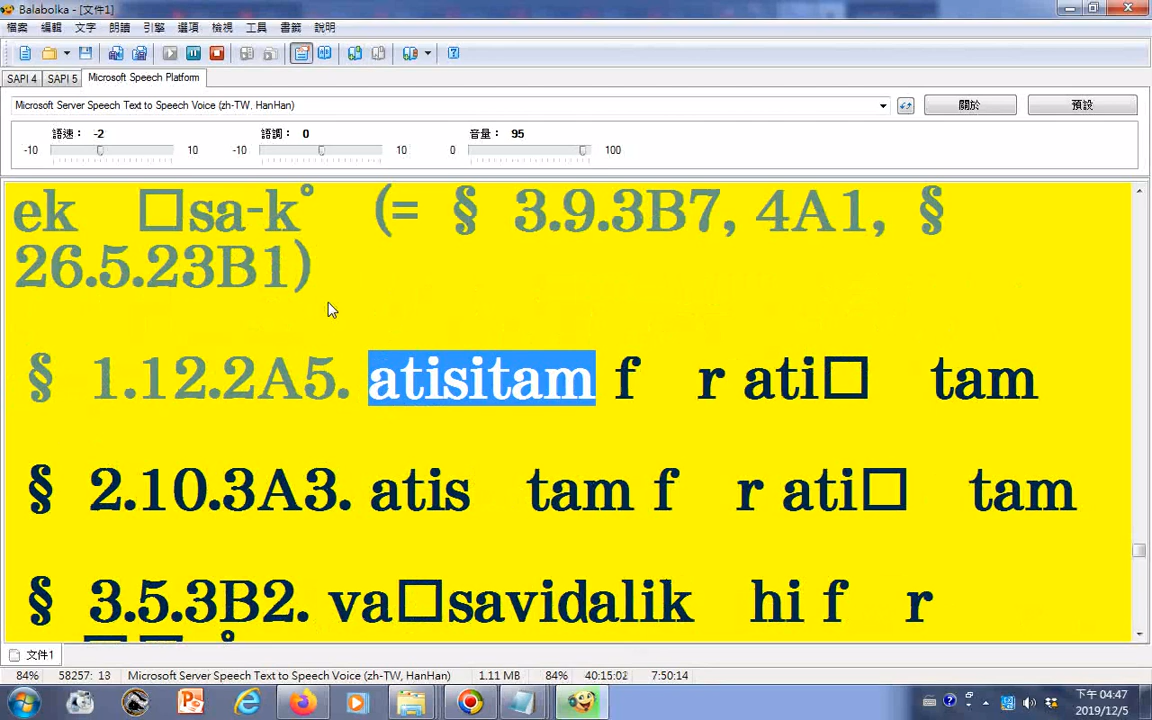 Balabolka - [文件1]
檔案 編輯 文字 朗讀 引擎 選項 檢視 工具 書籤 說明
SAPI 4 SAPI 5 Microsoft Speech Platform
Microsoft Server Speech Text to Speech Voice (zh-TW, HanHan) 關於 預設
語速： -2 語調： 0 音量： 95
-10 10 -10 10 0 100
ek □sa-k° (= § 3.9.3B7, 4A1, §
26.5.23B1)
§ 1.12.2A5. atisitam f r ati□ tam
§ 2.10.3A3. atis tam f r ati□ tam
§ 3.5.3B2. va□savidalik hi f r
文件1
84% 58257: 13 Microsoft Server Speech Text to Speech Voice (zh-TW, HanHan) 1.11 MB 84% 40:15:02 7:50:14
下午 04:47
2019/12/5